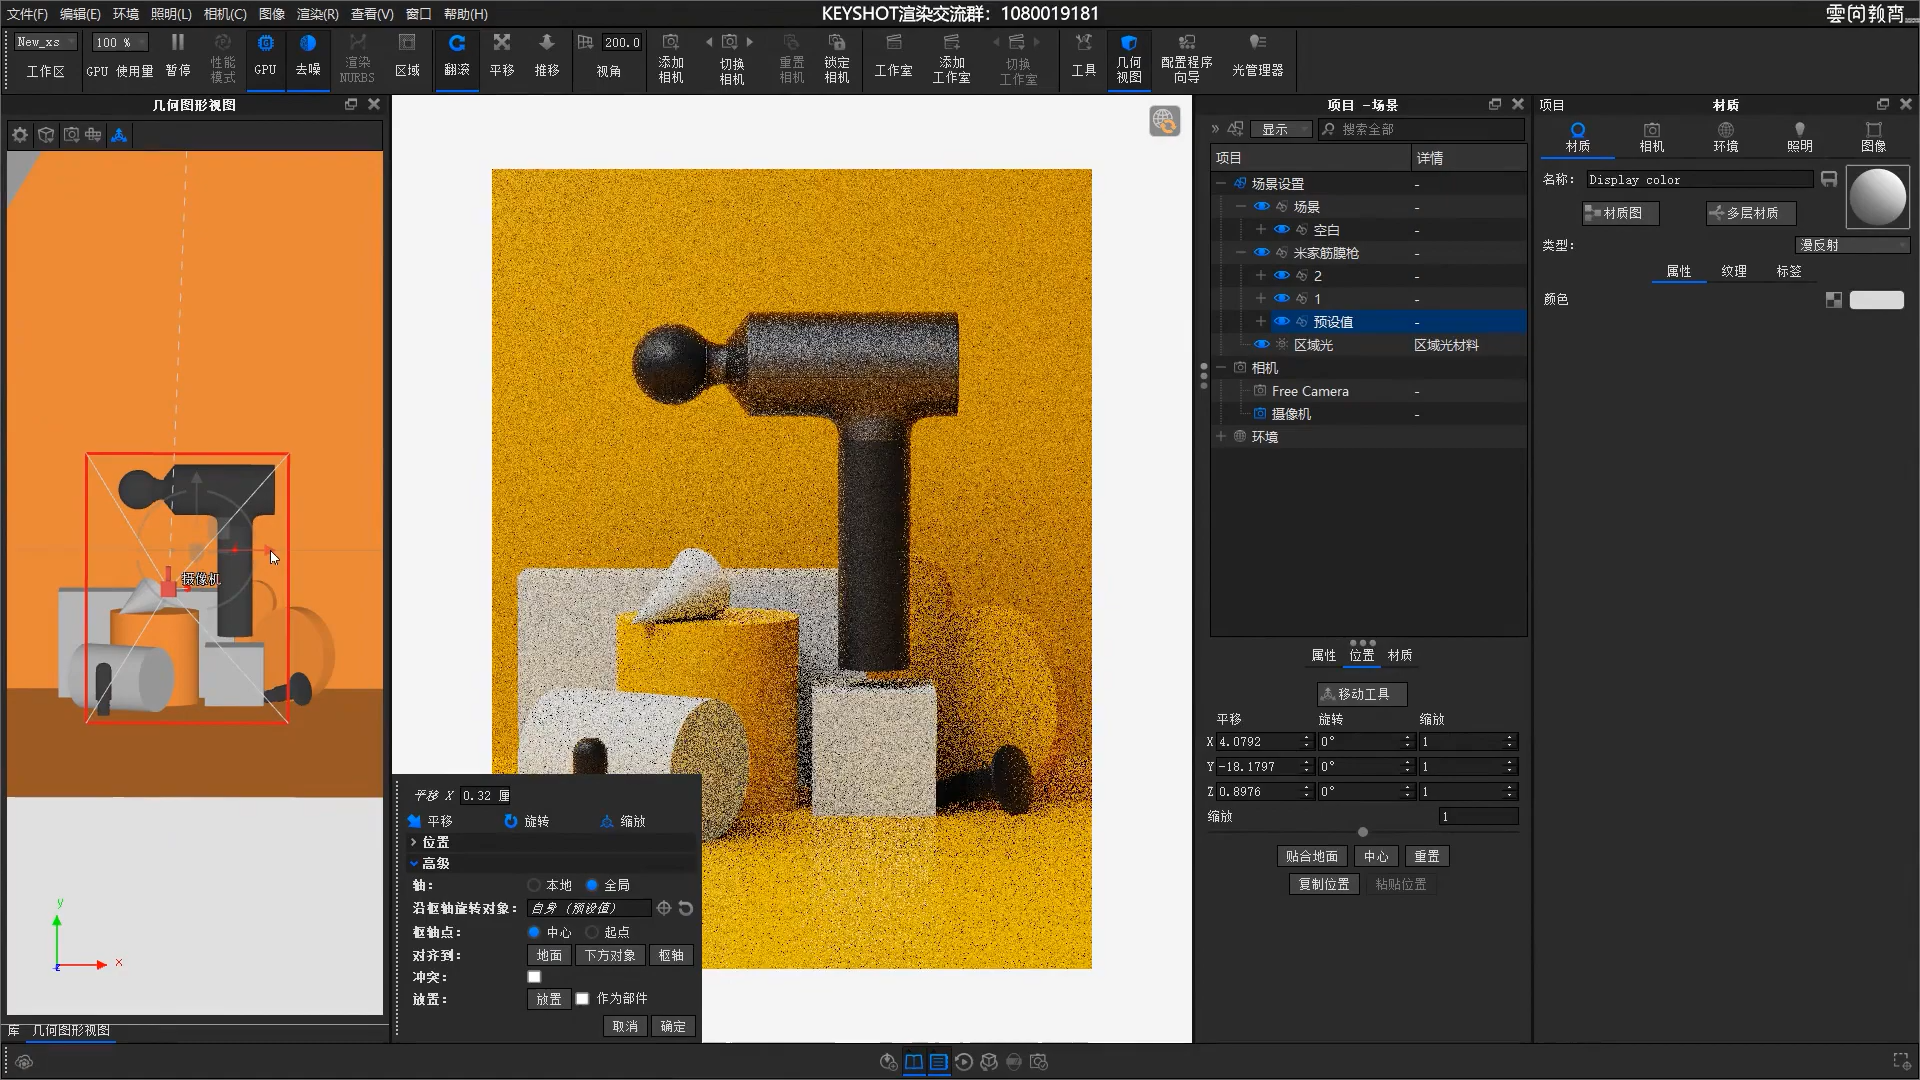 文件(F) 编辑(E) 环境 照明(L) 相机(C) 图像 渲染(R) 查看(V) 窗口 帮助(H)
KEYSHOT渲染交流群：1080019181
New_xs 100 % 200.0
工作区 GPU 使用量 暂停 性能模式 GPU 去噪 渲染NURBS 区域 翻滚 平移 推移 视角 添加相机 切换相机 重置相机 锁定相机 工作室 添加工作室 切换工作室 工具 几何视图 配置程序向导 光管理器
几何图形视图
摄像机
y
x
z
库 几何图形视图
平移 X 0.32 厘
平移 旋转 缩放
位置
高级
轴： 本地 全局
沿枢轴旋转对象： 自身 (预设值)
枢轴点： 中心 起点
对齐到： 地面 下方对象 枢轴
冲突：
放置： 放置 作为部件
取消 确定
项目 -场景
显示 搜索全部
项目 详情
场景设置 -
场景 -
空白 -
米家筋膜枪 -
2 -
1 -
预设值 -
区域光 区域光材料
相机
Free Camera -
摄像机 -
环境
属性 位置 材质
移动工具
平移 旋转 缩放
X 4.0792 0° 1
Y -18.1797 0° 1
Z 0.8976 0° 1
缩放 1
贴合地面 中心 重置
复制位置 粘贴位置
项目 材质
材质 相机 环境 照明 图像
名称： Display color
材质图 多层材质
类型： 漫反射
属性 纹理 标签
颜色